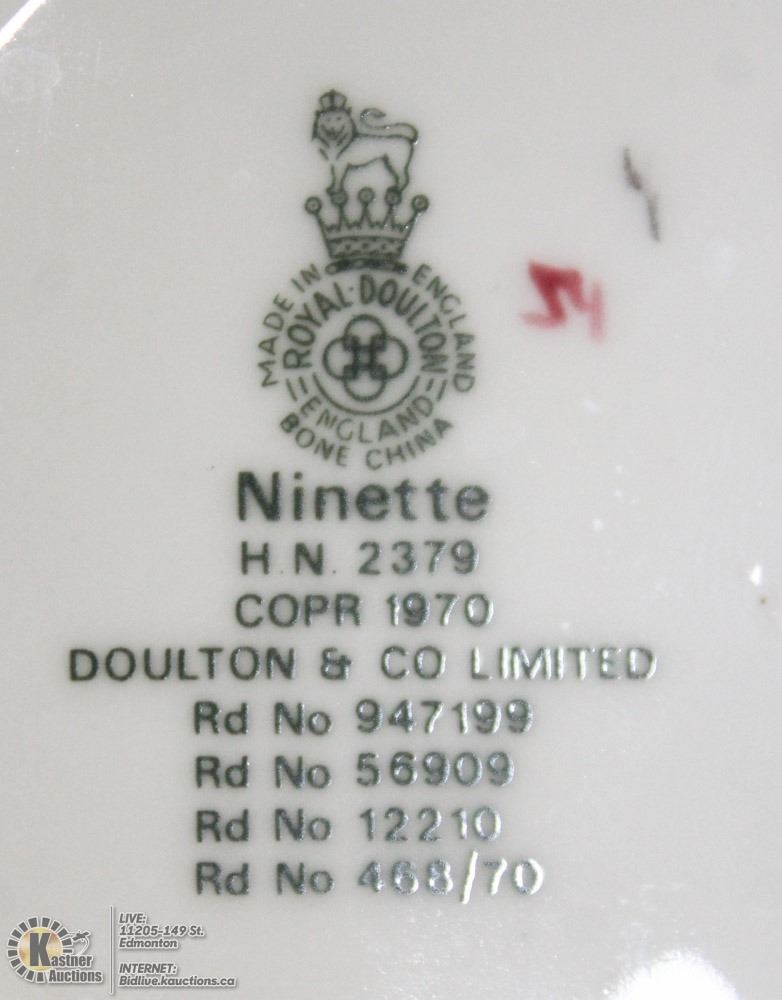 MADE IN ENGLAND
ROYAL·DOULTON
ENGLAND
BONE CHINA
Ninette
H.N. 2379
COPR 1970
DOULTON & CO LIMITED
Rd No 947199
Rd No 56909
Rd No 12210
Rd No 468/70
Kastner
Auctions
LIVE:
11205-149 St.
Edmonton
INTERNET:
Bidlive.kauctions.ca